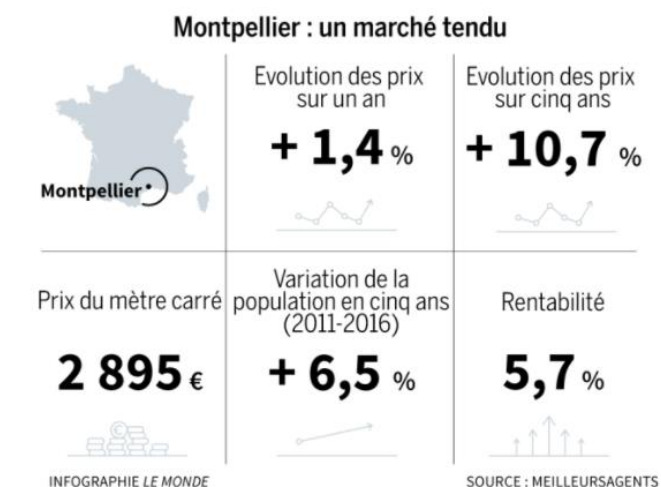 Montpellier : un marché tendu
Montpellier
Evolution des prix
sur un an
+ 1,4 %
Evolution des prix
sur cinq ans
+ 10,7 %
Prix du mètre carré
2 895 €
Variation de la
population en cinq ans
(2011-2016)
+ 6,5 %
Rentabilité
5,7 %
INFOGRAPHIE LE MONDE
SOURCE : MEILLEURSAGENTS